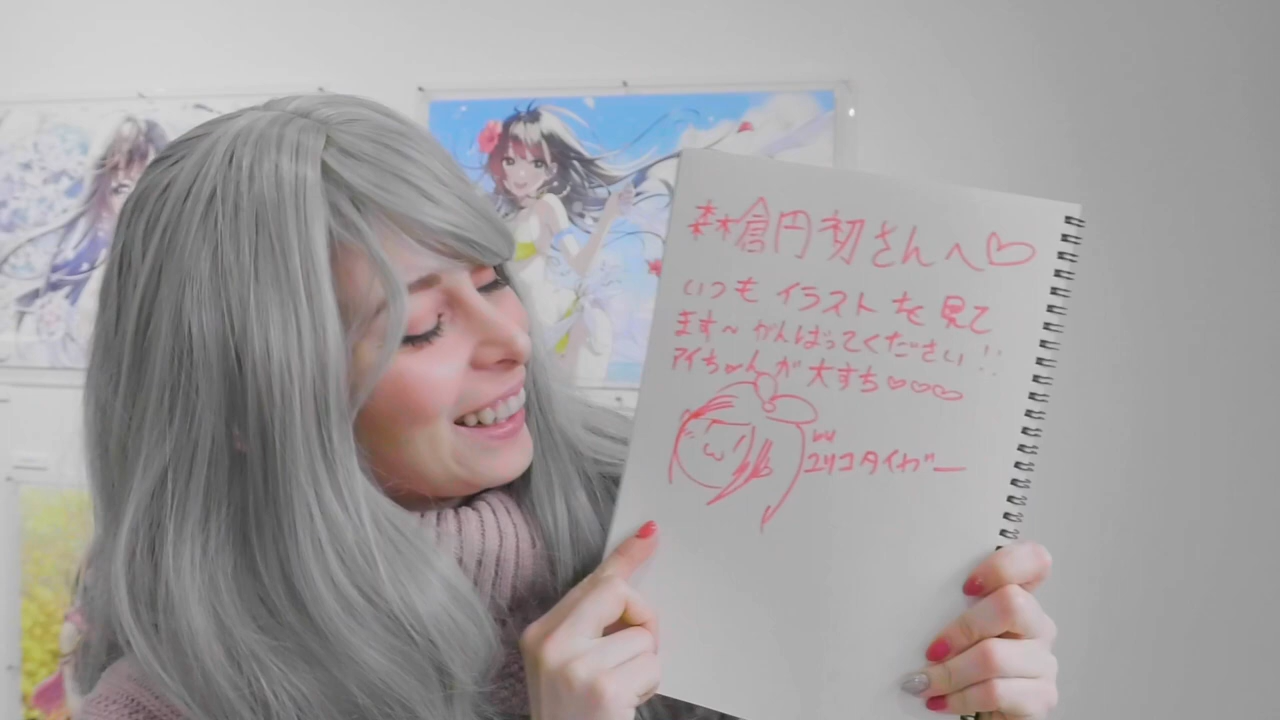 森倉円初さんへ♡
いつもイラストを見て
ます~がんばってください!!
アイちゃんが大すち♡♡♡
by
ユリコタイガー